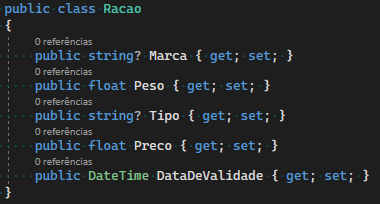 public class Racao
{
0 referências
public string? Marca { get; set; }
0 referências
public float Peso { get; set; }
0 referências
public string? Tipo { get; set; }
0 referências
public float Preco { get; set; }
0 referências
public DateTime DataDeValidade { get; set; }
}